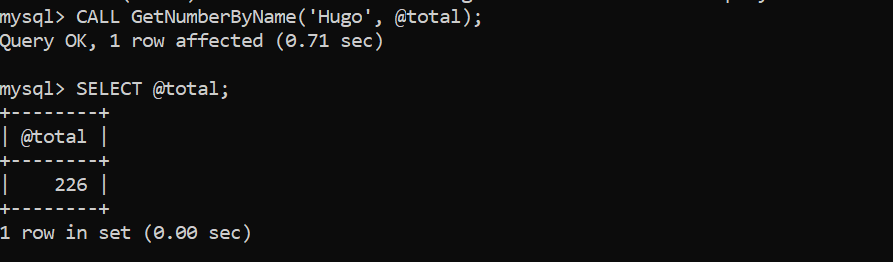 mysql> CALL GetNumberByName('Hugo', @total);
Query OK, 1 row affected (0.71 sec)
mysql> SELECT @total;
+--------+
| @total |
+--------+
|    226 |
+--------+
1 row in set (0.00 sec)